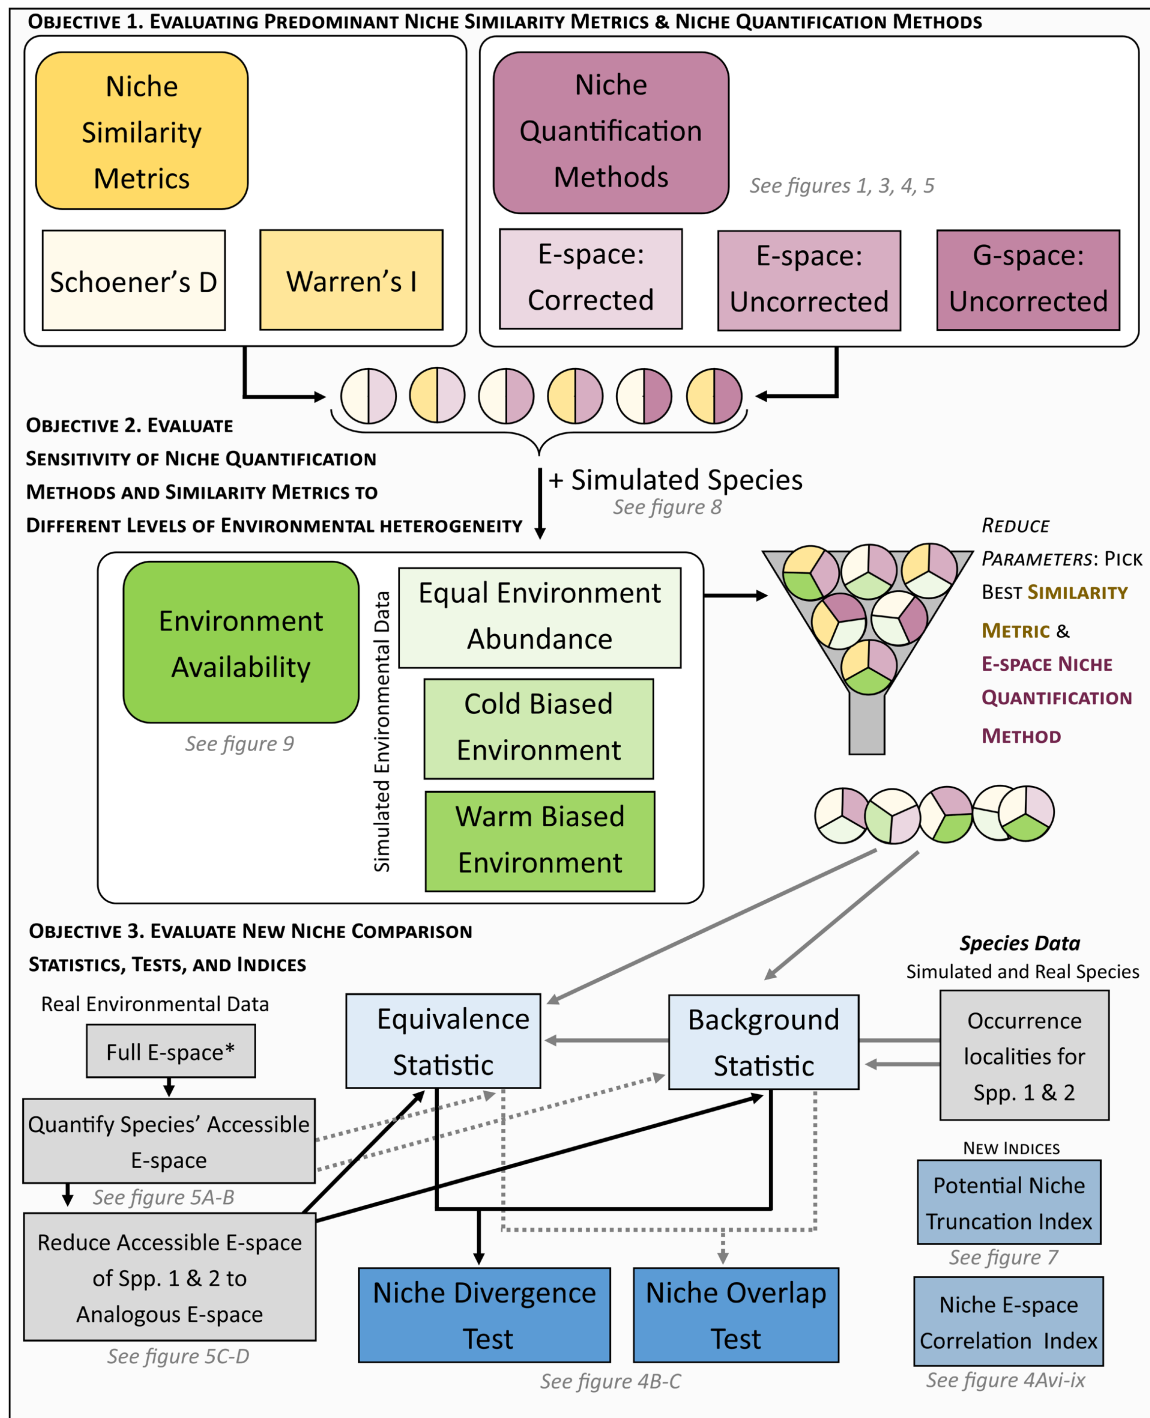 Objective 1. Evaluating Predominant Niche Similarity Metrics & Niche Quantification Methods
Niche
Similarity
Metrics
Schoener's D
Warren's I
Niche
Quantification
Methods
See figures 1, 3, 4, 5
E-space:
Corrected
E-space:
Uncorrected
G-space:
Uncorrected
Objective 2. Evaluate
Sensitivity of Niche Quantification
Methods and Similarity Metrics to
Different Levels of Environmental heterogeneity
+ Simulated Species
See figure 8
Environment
Availability
See figure 9
Simulated Environmental Data
Equal Environment
Abundance
Cold Biased
Environment
Warm Biased
Environment
Reduce
Parameters: Pick
Best Similarity
Metric &
E-space Niche
Quantification
Method
Objective 3. Evaluate New Niche Comparison
Statistics, Tests, and Indices
Real Environmental Data
Full E-space*
Quantify Species' Accessible
E-space
See figure 5A-B
Reduce Accessible E-space
of Spp. 1 & 2 to
Analogous E-space
See figure 5C-D
Equivalence
Statistic
Background
Statistic
Species Data
Simulated and Real Species
Occurrence
localities for
Spp. 1 & 2
Niche Divergence
Test
Niche Overlap
Test
See figure 4B-C
New Indices
Potential Niche
Truncation Index
See figure 7
Niche E-space
Correlation Index
See figure 4Avi-ix